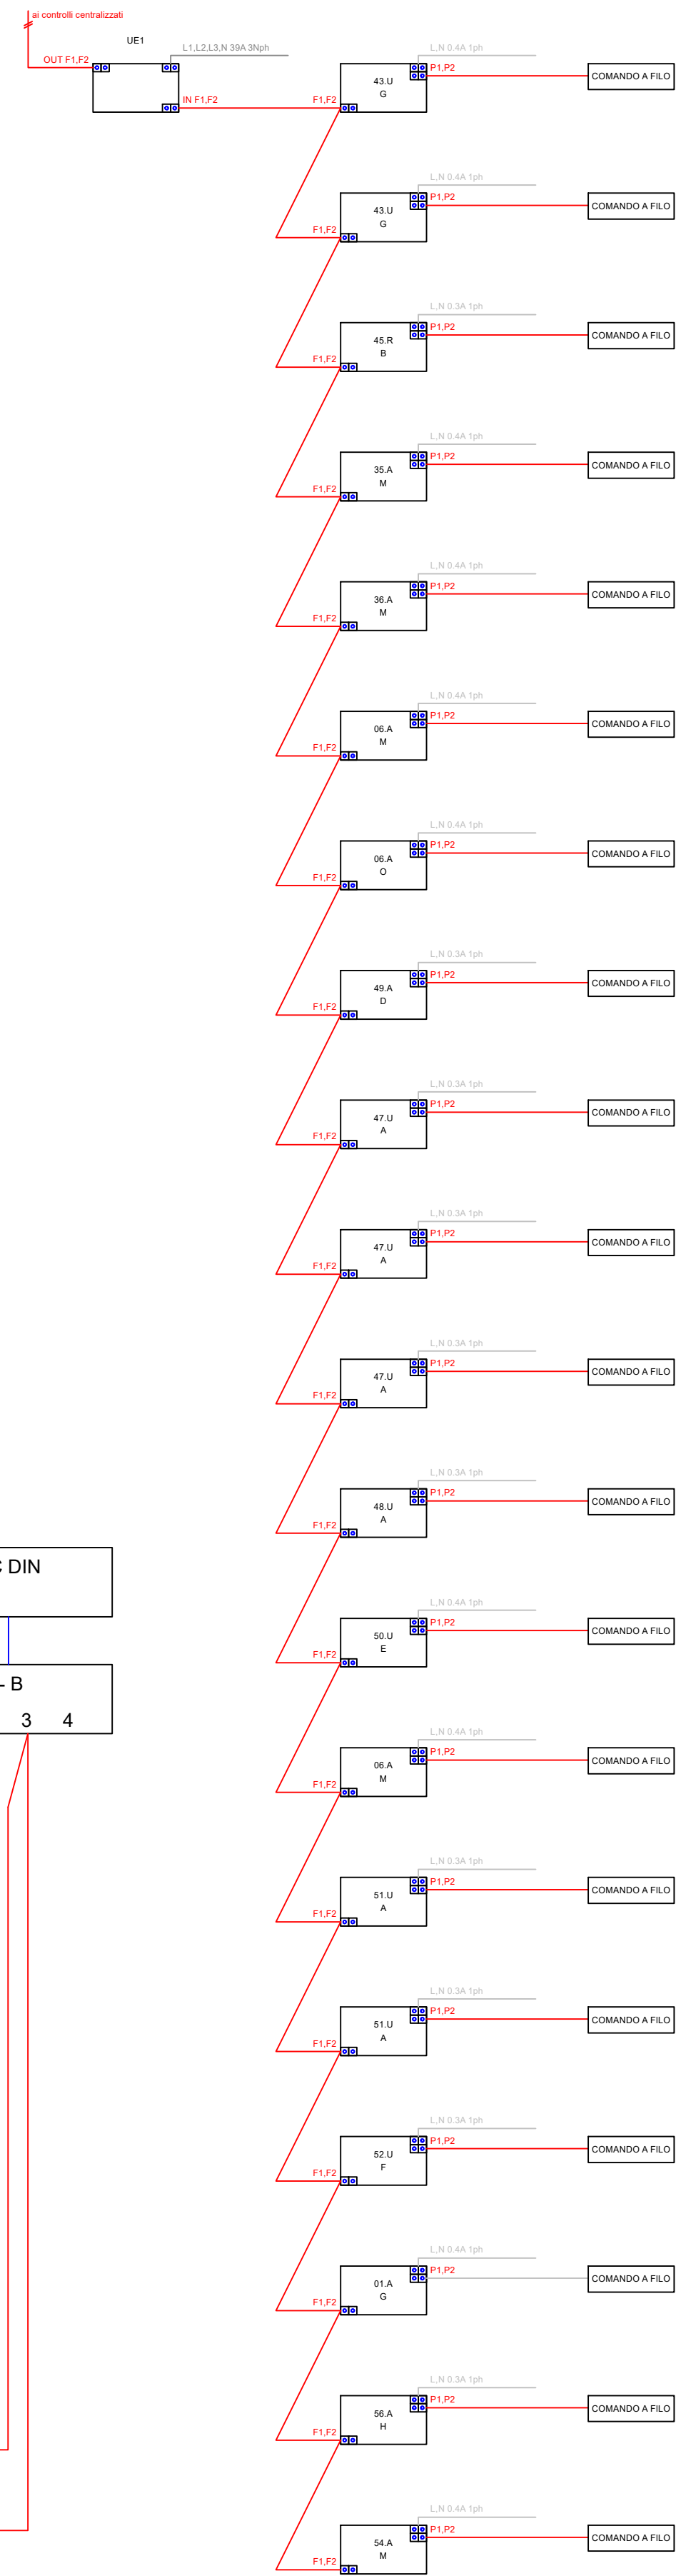 ai controlli centralizzati
UE1
L1,L2,L3,N 39A 3Nph
OUT F1,F2
IN F1,F2
L,N 0.4A 1ph
P1,P2
43.U
G
F1,F2
COMANDO A FILO
L,N 0.4A 1ph
P1,P2
43.U
G
F1,F2
COMANDO A FILO
L,N 0.3A 1ph
P1,P2
45.R
B
F1,F2
COMANDO A FILO
L,N 0.4A 1ph
P1,P2
35.A
M
F1,F2
COMANDO A FILO
L,N 0.4A 1ph
P1,P2
36.A
M
F1,F2
COMANDO A FILO
L,N 0.4A 1ph
P1,P2
06.A
M
F1,F2
COMANDO A FILO
L,N 0.4A 1ph
P1,P2
06.A
O
F1,F2
COMANDO A FILO
L,N 0.3A 1ph
P1,P2
49.A
D
F1,F2
COMANDO A FILO
L,N 0.3A 1ph
P1,P2
47.U
A
F1,F2
COMANDO A FILO
L,N 0.3A 1ph
P1,P2
47.U
A
F1,F2
COMANDO A FILO
L,N 0.3A 1ph
P1,P2
47.U
A
F1,F2
COMANDO A FILO
L,N 0.3A 1ph
P1,P2
48.U
A
F1,F2
COMANDO A FILO
C DIN
L,N 0.4A 1ph
P1,P2
50.U
E
F1,F2
COMANDO A FILO
- B
3 4
L,N 0.4A 1ph
P1,P2
06.A
M
F1,F2
COMANDO A FILO
L,N 0.3A 1ph
P1,P2
51.U
A
F1,F2
COMANDO A FILO
L,N 0.3A 1ph
P1,P2
51.U
A
F1,F2
COMANDO A FILO
L,N 0.3A 1ph
P1,P2
52.U
F
F1,F2
COMANDO A FILO
L,N 0.4A 1ph
P1,P2
01.A
G
F1,F2
COMANDO A FILO
L,N 0.3A 1ph
P1,P2
56.A
H
F1,F2
COMANDO A FILO
L,N 0.4A 1ph
P1,P2
54.A
M
F1,F2
COMANDO A FILO